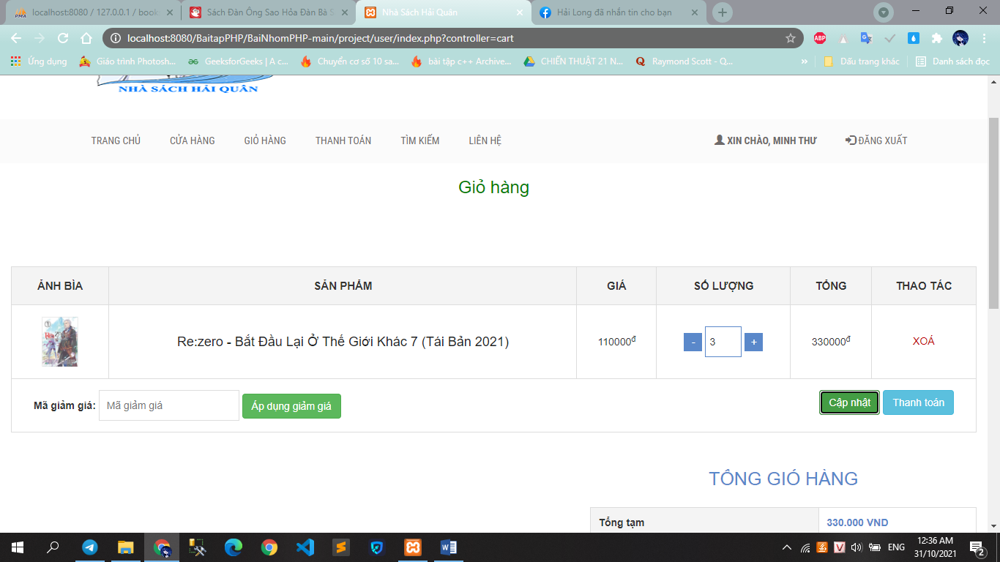 localhost:8080 / 127.0.0.1 / book
Sách Đàn Ông Sao Hỏa Đàn Bà S
Nhà Sách Hải Quân
Hải Long đã nhắn tin cho bạn
localhost:8080/BaitapPHP/BaiNhomPHP-main/project/user/index.php?controller=cart
ABP
Ứng dụng
Giáo trình Photosh...
GeeksforGeeks | A c...
Chuyển cơ số 10 sa...
bài tập c++ Archive...
CHIẾN THUẬT 21 N...
Raymond Scott - Q...
»
Dấu trang khác
Danh sách đọc
NHÀ SÁCH HẢI QUÂN
TRANG CHỦ
CỬA HÀNG
GIỎ HÀNG
THANH TOÁN
TÌM KIẾM
LIÊN HỆ
XIN CHÀO, MINH THƯ
ĐĂNG XUẤT
Giỏ hàng
ẢNH BÌA
SẢN PHẨM
GIÁ
SỐ LƯỢNG
TỔNG
THAO TÁC
Re:zero - Bắt Đầu Lại Ở Thế Giới Khác 7 (Tái Bản 2021)
110000đ
- 3 +
330000đ
XOÁ
Mã giảm giá:
Mã giảm giá
Áp dụng giảm giá
Cập nhật
Thanh toán
TỔNG GIỎ HÀNG
Tổng tạm
330.000 VND
ENG
12:36 AM
31/10/2021
2